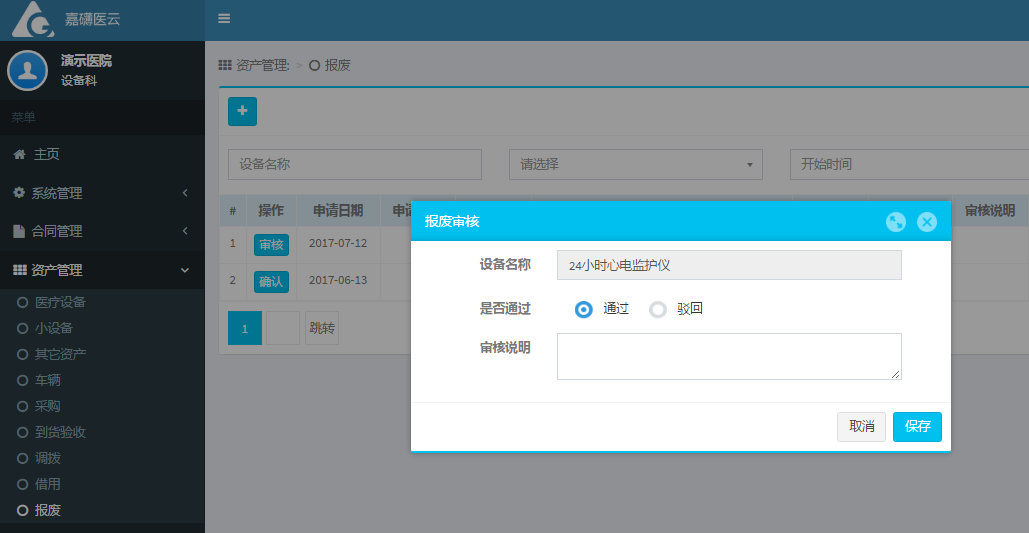 嘉礴医云
演示医院
设备科
菜单
主页
系统管理
合同管理
资产管理
医疗设备
小设备
其它资产
车辆
采购
到货验收
调拨
借用
报废
资产管理: > 报废
+
设备名称 请选择 开始时间
# 操作 申请日期 申请 审核说明
1 审核 2017-07-12
2 确认 2017-06-13
1 跳转
报废审核
设备名称 24小时心电监护仪
是否通过 通过 驳回
审核说明
取消 保存